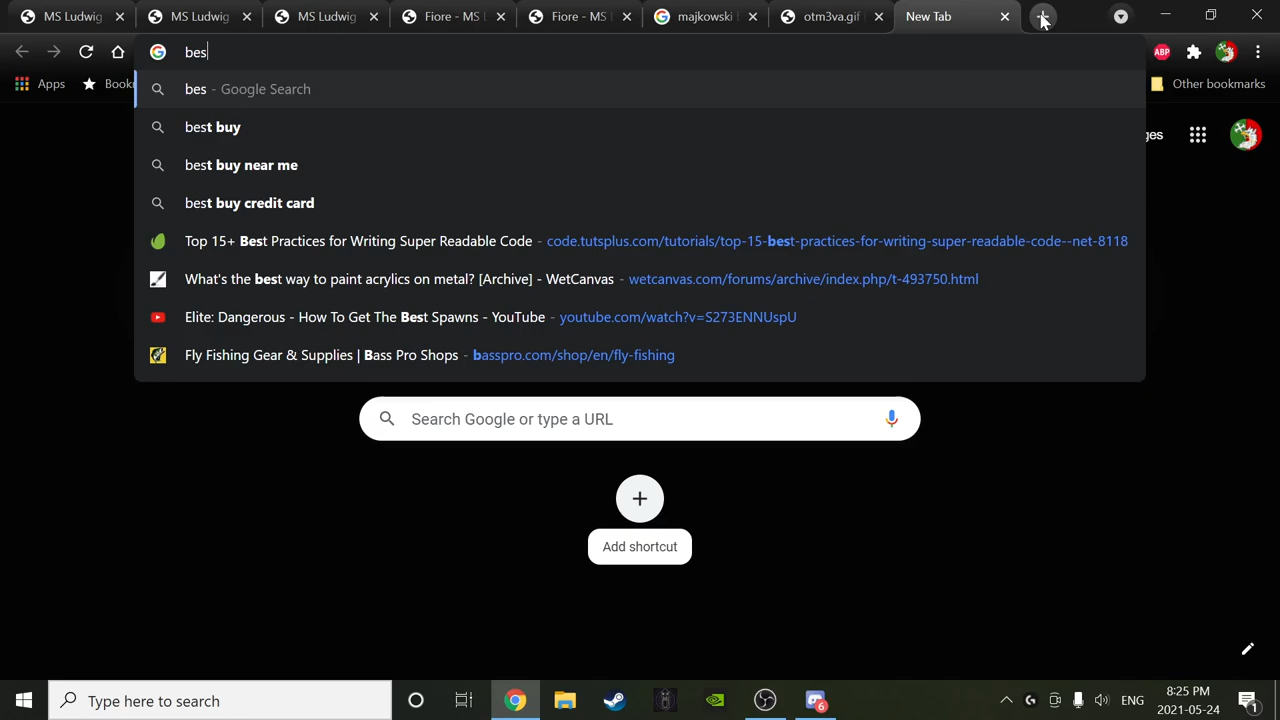 MS Ludwig
MS Ludwig
MS Ludwig
Fiore - MS L
Fiore - MS
majkowski
otm3va.gif
New Tab
bes
ABP
Apps
Bookr
Other bookmarks
bes - Google Search
best buy
best buy near me
best buy credit card
Top 15+ Best Practices for Writing Super Readable Code - code.tutsplus.com/tutorials/top-15-best-practices-for-writing-super-readable-code--net-8118
What's the best way to paint acrylics on metal? [Archive] - WetCanvas - wetcanvas.com/forums/archive/index.php/t-493750.html
Elite: Dangerous - How To Get The Best Spawns - YouTube - youtube.com/watch?v=S273ENNUspU
Fly Fishing Gear & Supplies | Bass Pro Shops - basspro.com/shop/en/fly-fishing
ges
Search Google or type a URL
Add shortcut
Type here to search
6
ENG
8:25 PM
2021-05-24
1